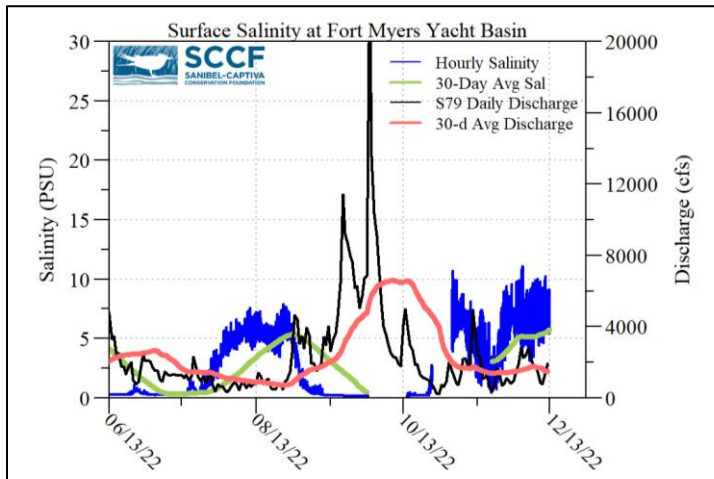 Surface Salinity at Fort Myers Yacht Basin
SCCF
SANIBEL-CAPTIVA
CONSERVATION FOUNDATION
Hourly Salinity
30-Day Avg Sal
S79 Daily Discharge
30-d Avg Discharge
Salinity (PSU)
30
25
20
15
10
5
0
Discharge (cfs)
20000
16000
12000
8000
4000
0
06/13/22
08/13/22
10/13/22
12/13/22